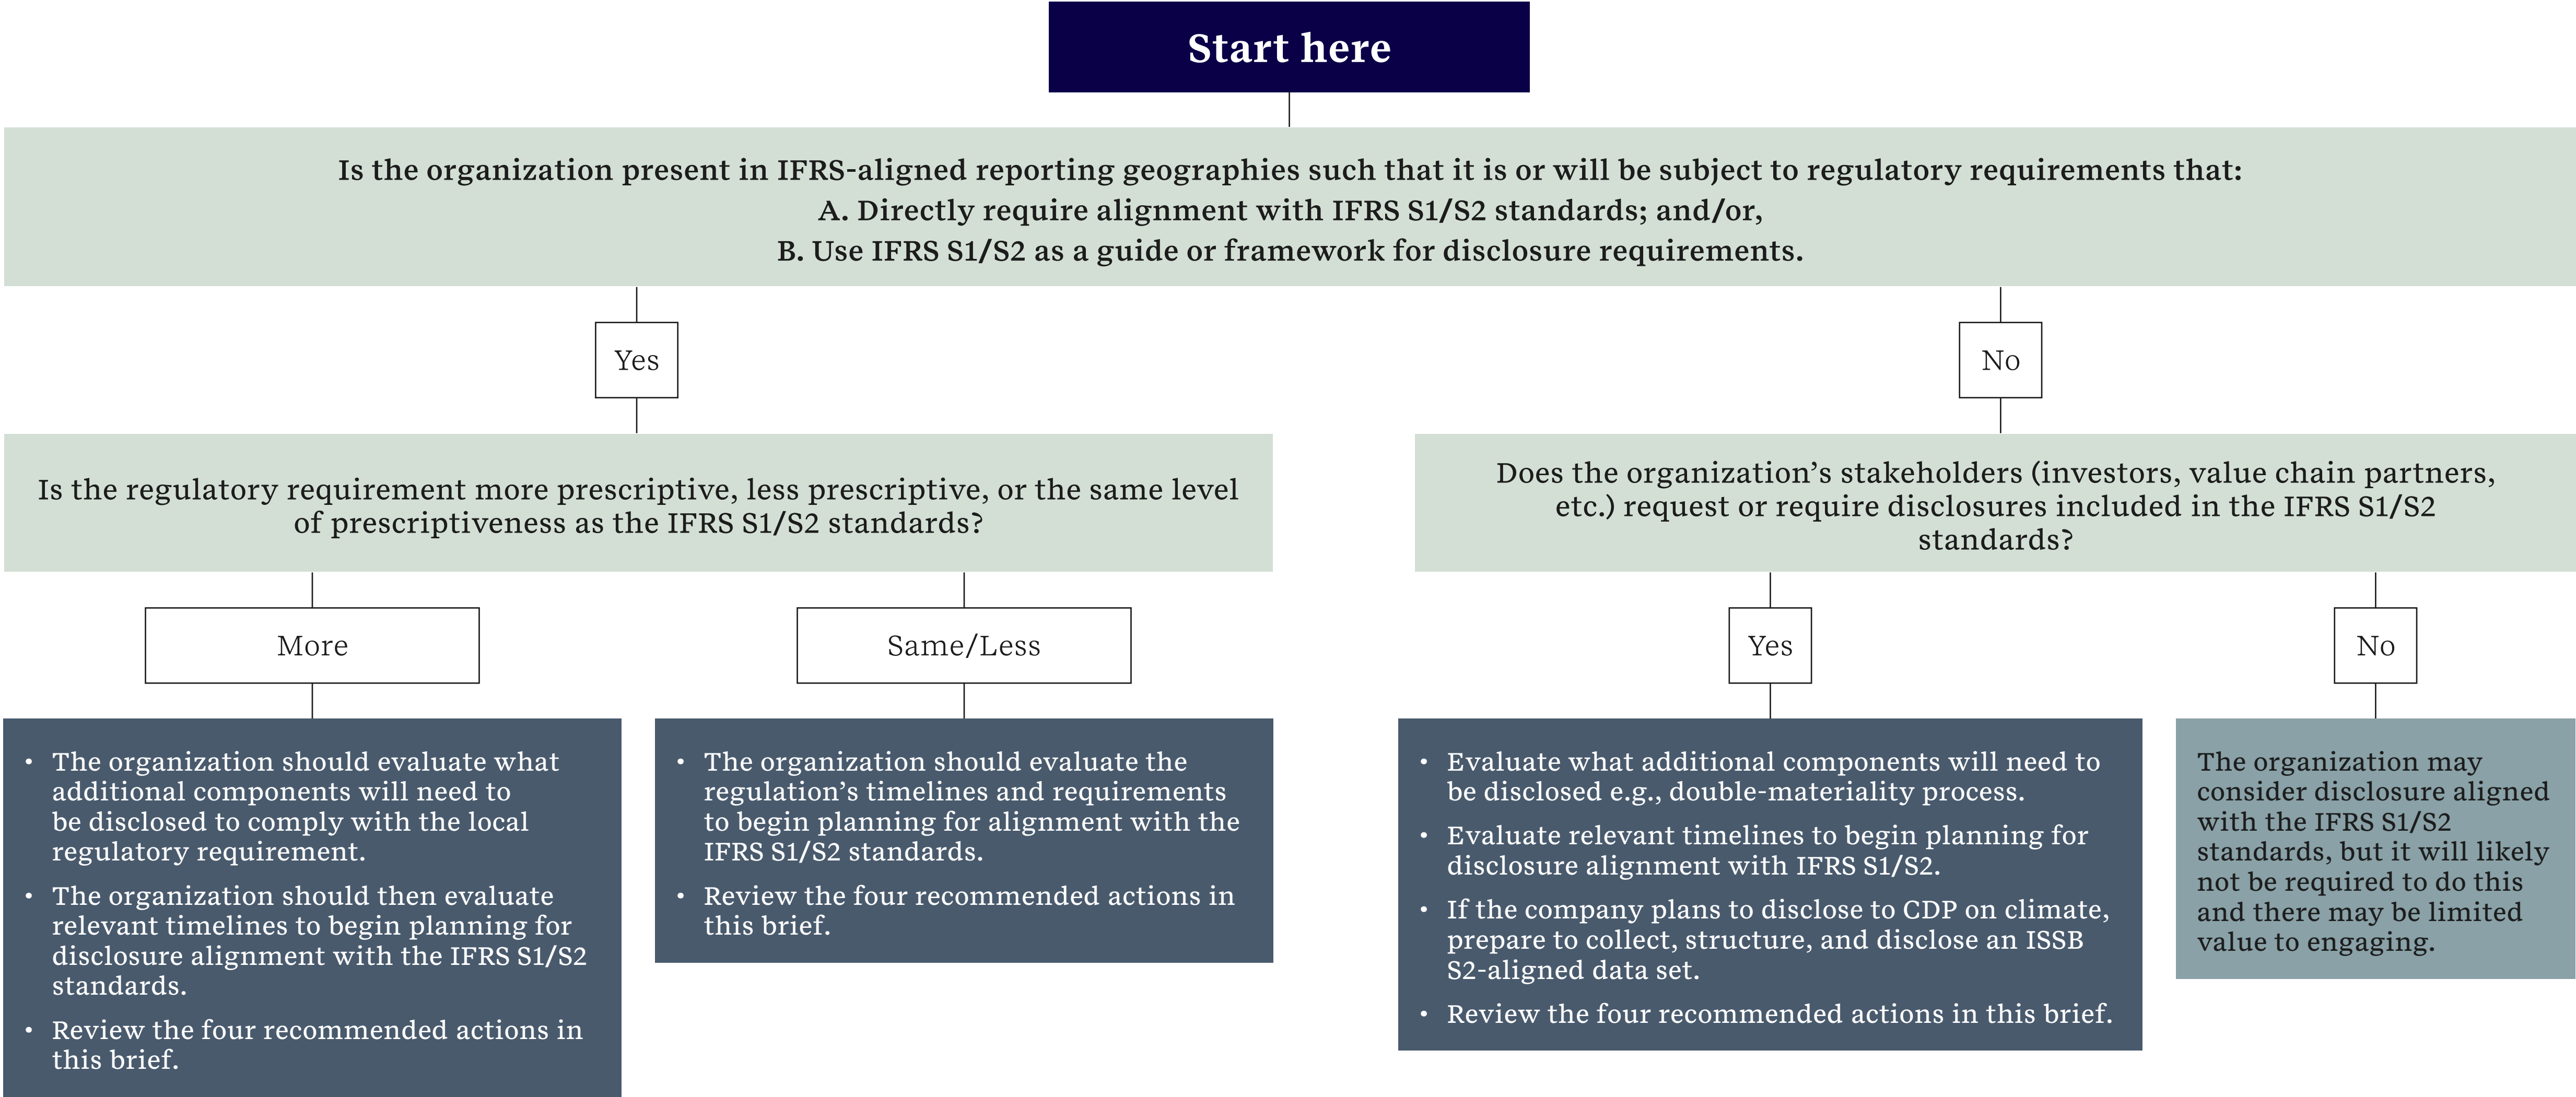 Start here
Is the organization present in IFRS-aligned reporting geographies such that it is or will be subject to regulatory requirements that:
A. Directly require alignment with IFRS S1/S2 standards; and/or,
B. Use IFRS S1/S2 as a guide or framework for disclosure requirements.
Yes
No
Is the regulatory requirement more prescriptive, less prescriptive, or the same level
of prescriptiveness as the IFRS S1/S2 standards?
Does the organization’s stakeholders (investors, value chain partners,
etc.) request or require disclosures included in the IFRS S1/S2
standards?
More
Same/Less
Yes
No
• The organization should evaluate what
additional components will need to
be disclosed to comply with the local
regulatory requirement.
• The organization should then evaluate
relevant timelines to begin planning for
disclosure alignment with the IFRS S1/S2
standards.
• Review the four recommended actions in
this brief.
• The organization should evaluate the
regulation’s timelines and requirements
to begin planning for alignment with the
IFRS S1/S2 standards.
• Review the four recommended actions in
this brief.
• Evaluate what additional components will need to
be disclosed e.g., double-materiality process.
• Evaluate relevant timelines to begin planning for
disclosure alignment with IFRS S1/S2.
• If the company plans to disclose to CDP on climate,
prepare to collect, structure, and disclose an ISSB
S2-aligned data set.
• Review the four recommended actions in this brief.
The organization may
consider disclosure aligned
with the IFRS S1/S2
standards, but it will likely
not be required to do this
and there may be limited
value to engaging.